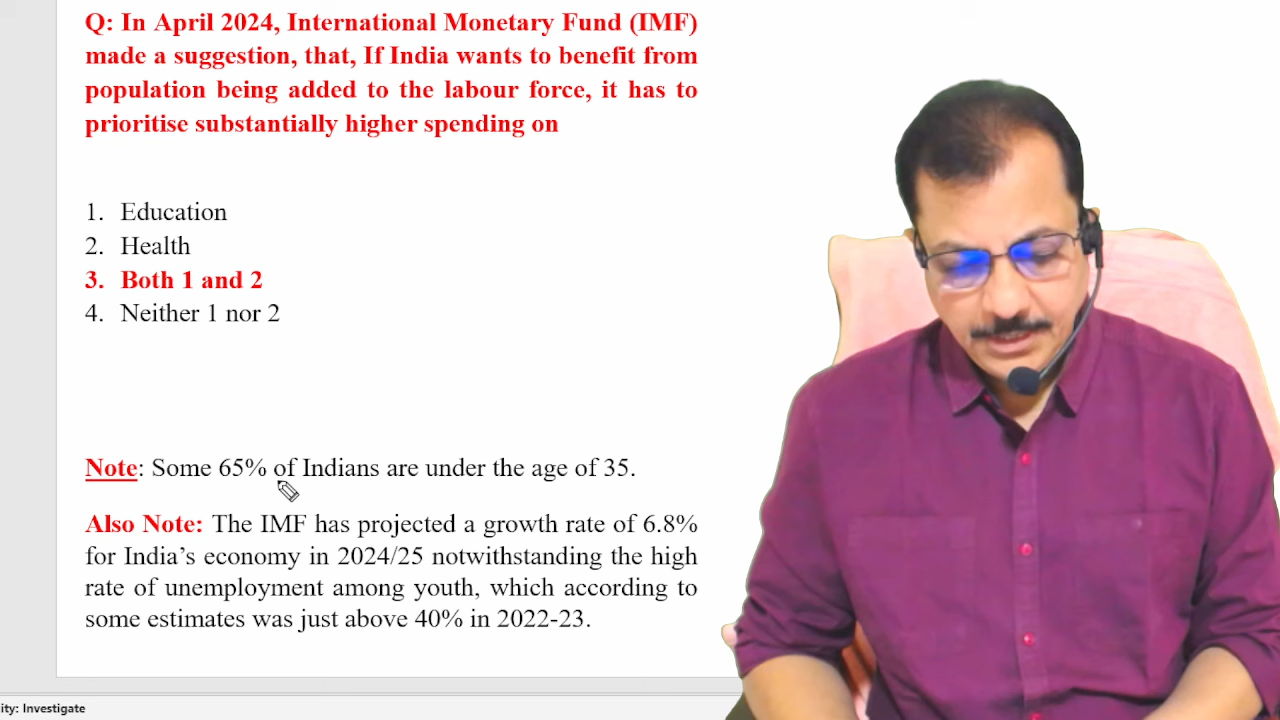 Q: In April 2024, International Monetary Fund (IMF)
made a suggestion, that, If India wants to benefit from
population being added to the labour force, it has to
prioritise substantially higher spending on
1. Education
2. Health
3. Both 1 and 2
4. Neither 1 nor 2
Note: Some 65% of Indians are under the age of 35.
Also Note: The IMF has projected a growth rate of 6.8%
for India’s economy in 2024/25 notwithstanding the high
rate of unemployment among youth, which according to
some estimates was just above 40% in 2022-23.
ity: Investigate